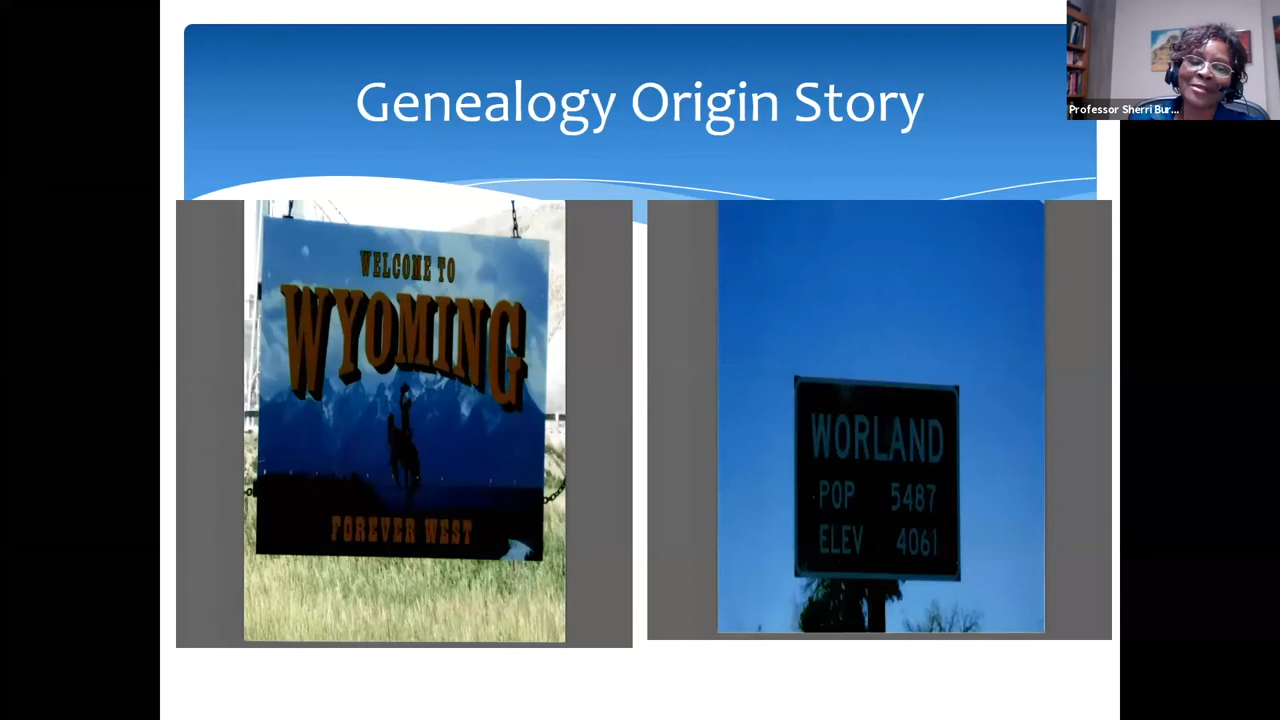 Genealogy Origin Story
Professor Sherri Bur...
WELCOME TO
WYOMING
FOREVER WEST
WORLAND
POP 5487
ELEV 4061